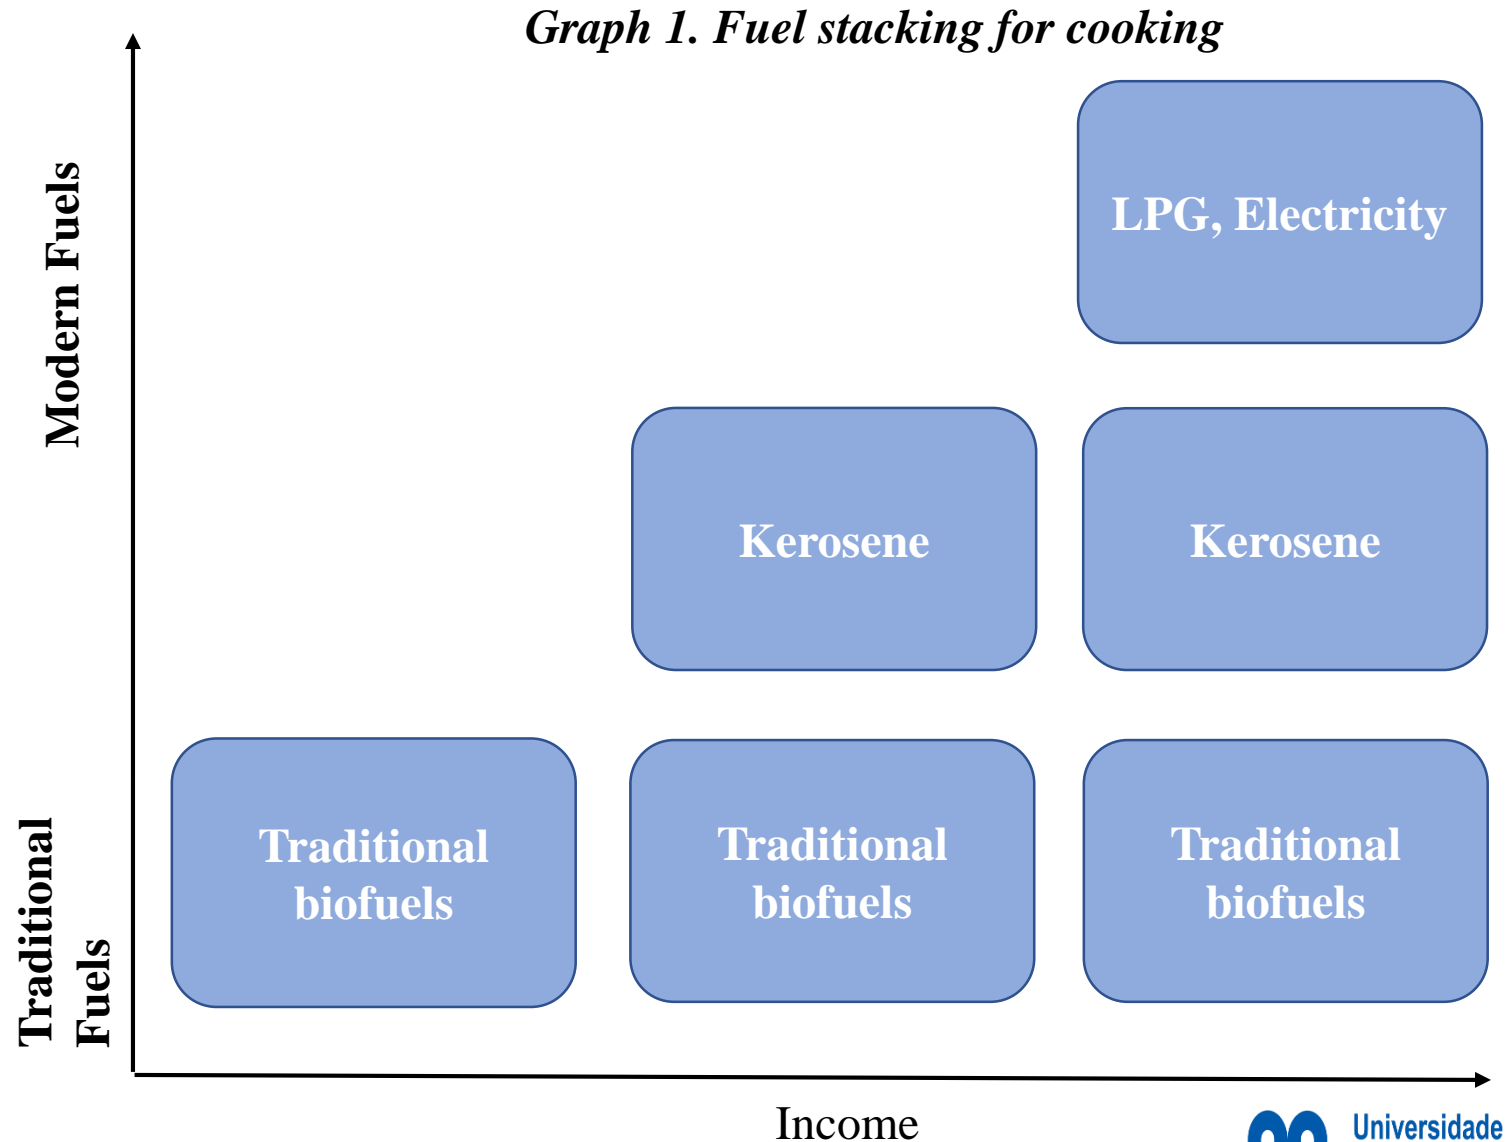 Graph 1. Fuel stacking for cooking
Modern Fuels
LPG, Electricity
Kerosene
Kerosene
Traditional
Fuels
Traditional
biofuels
Traditional
biofuels
Traditional
biofuels
Income
Universidade